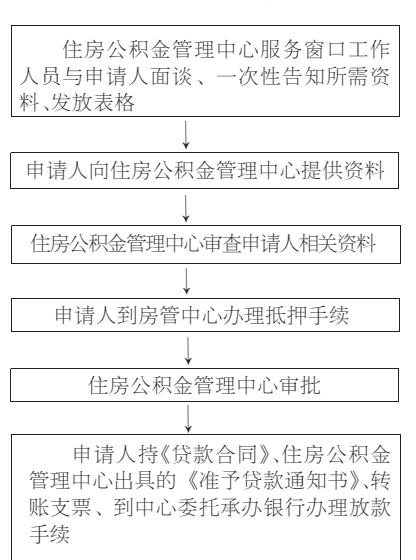 住房公积金管理中心服务窗口工作
人员与申请人面谈、一次性告知所需资
料、发放表格
申请人向住房公积金管理中心提供资料
住房公积金管理中心审查申请人相关资料
申请人到房管中心办理抵押手续
住房公积金管理中心审批
申请人持《贷款合同》、住房公积金
管理中心出具的《准予贷款通知书》、转
账支票、到中心委托承办银行办理放款
手续